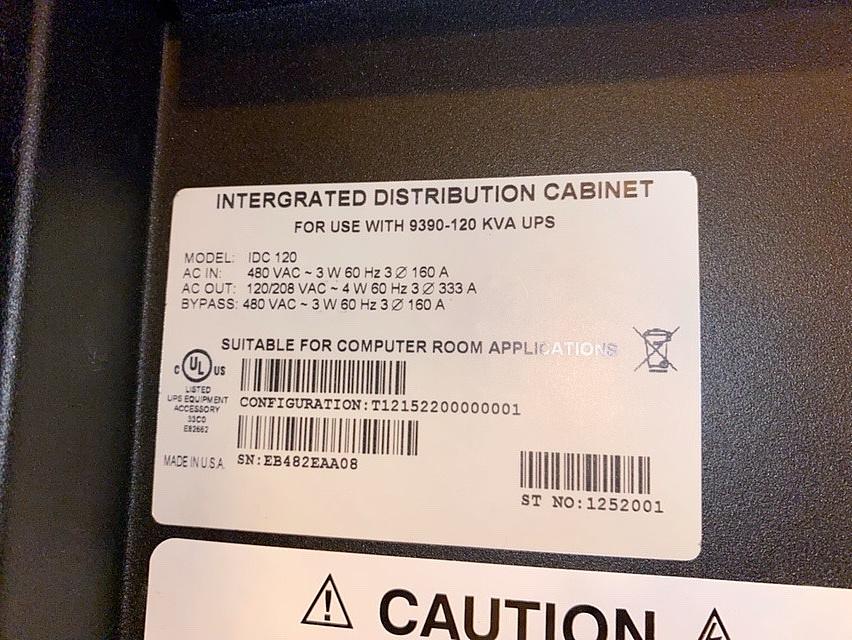 INTERGRATED DISTRIBUTION CABINET
FOR USE WITH 9390-120 KVA UPS
MODEL: IDC 120
AC IN: 480 VAC ~ 3 W 60 Hz 3 ∅ 160 A
AC OUT: 120/208 VAC ~ 4 W 60 Hz 3 ∅ 333 A
BYPASS: 480 VAC ~ 3 W 60 Hz 3 ∅ 160 A
SUITABLE FOR COMPUTER ROOM APPLICATIONS
C UL US
LISTED
UPS EQUIPMENT
ACCESSORY
33C0
E82662
CONFIGURATION:T12152200000001
MADE IN U.S.A.
SN:EB482EAA08
ST NO:1252001
CAUTION